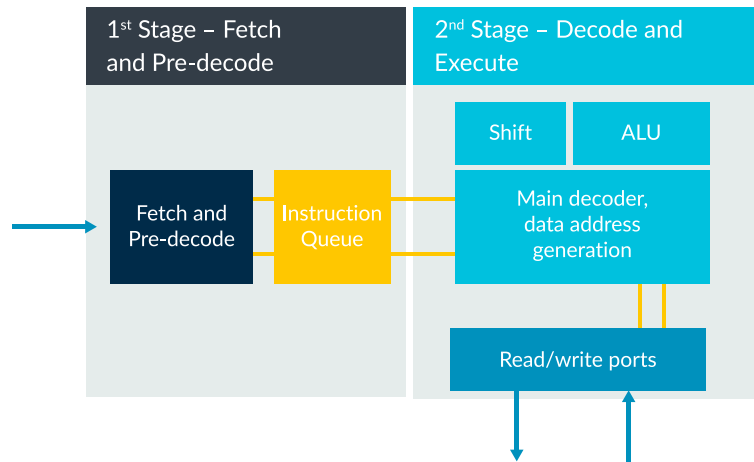 1st Stage – Fetch
and Pre-decode
2nd Stage – Decode and
Execute
Shift
ALU
Fetch and
Pre-decode
Instruction
Queue
Main decoder,
data address
generation
Read/write ports